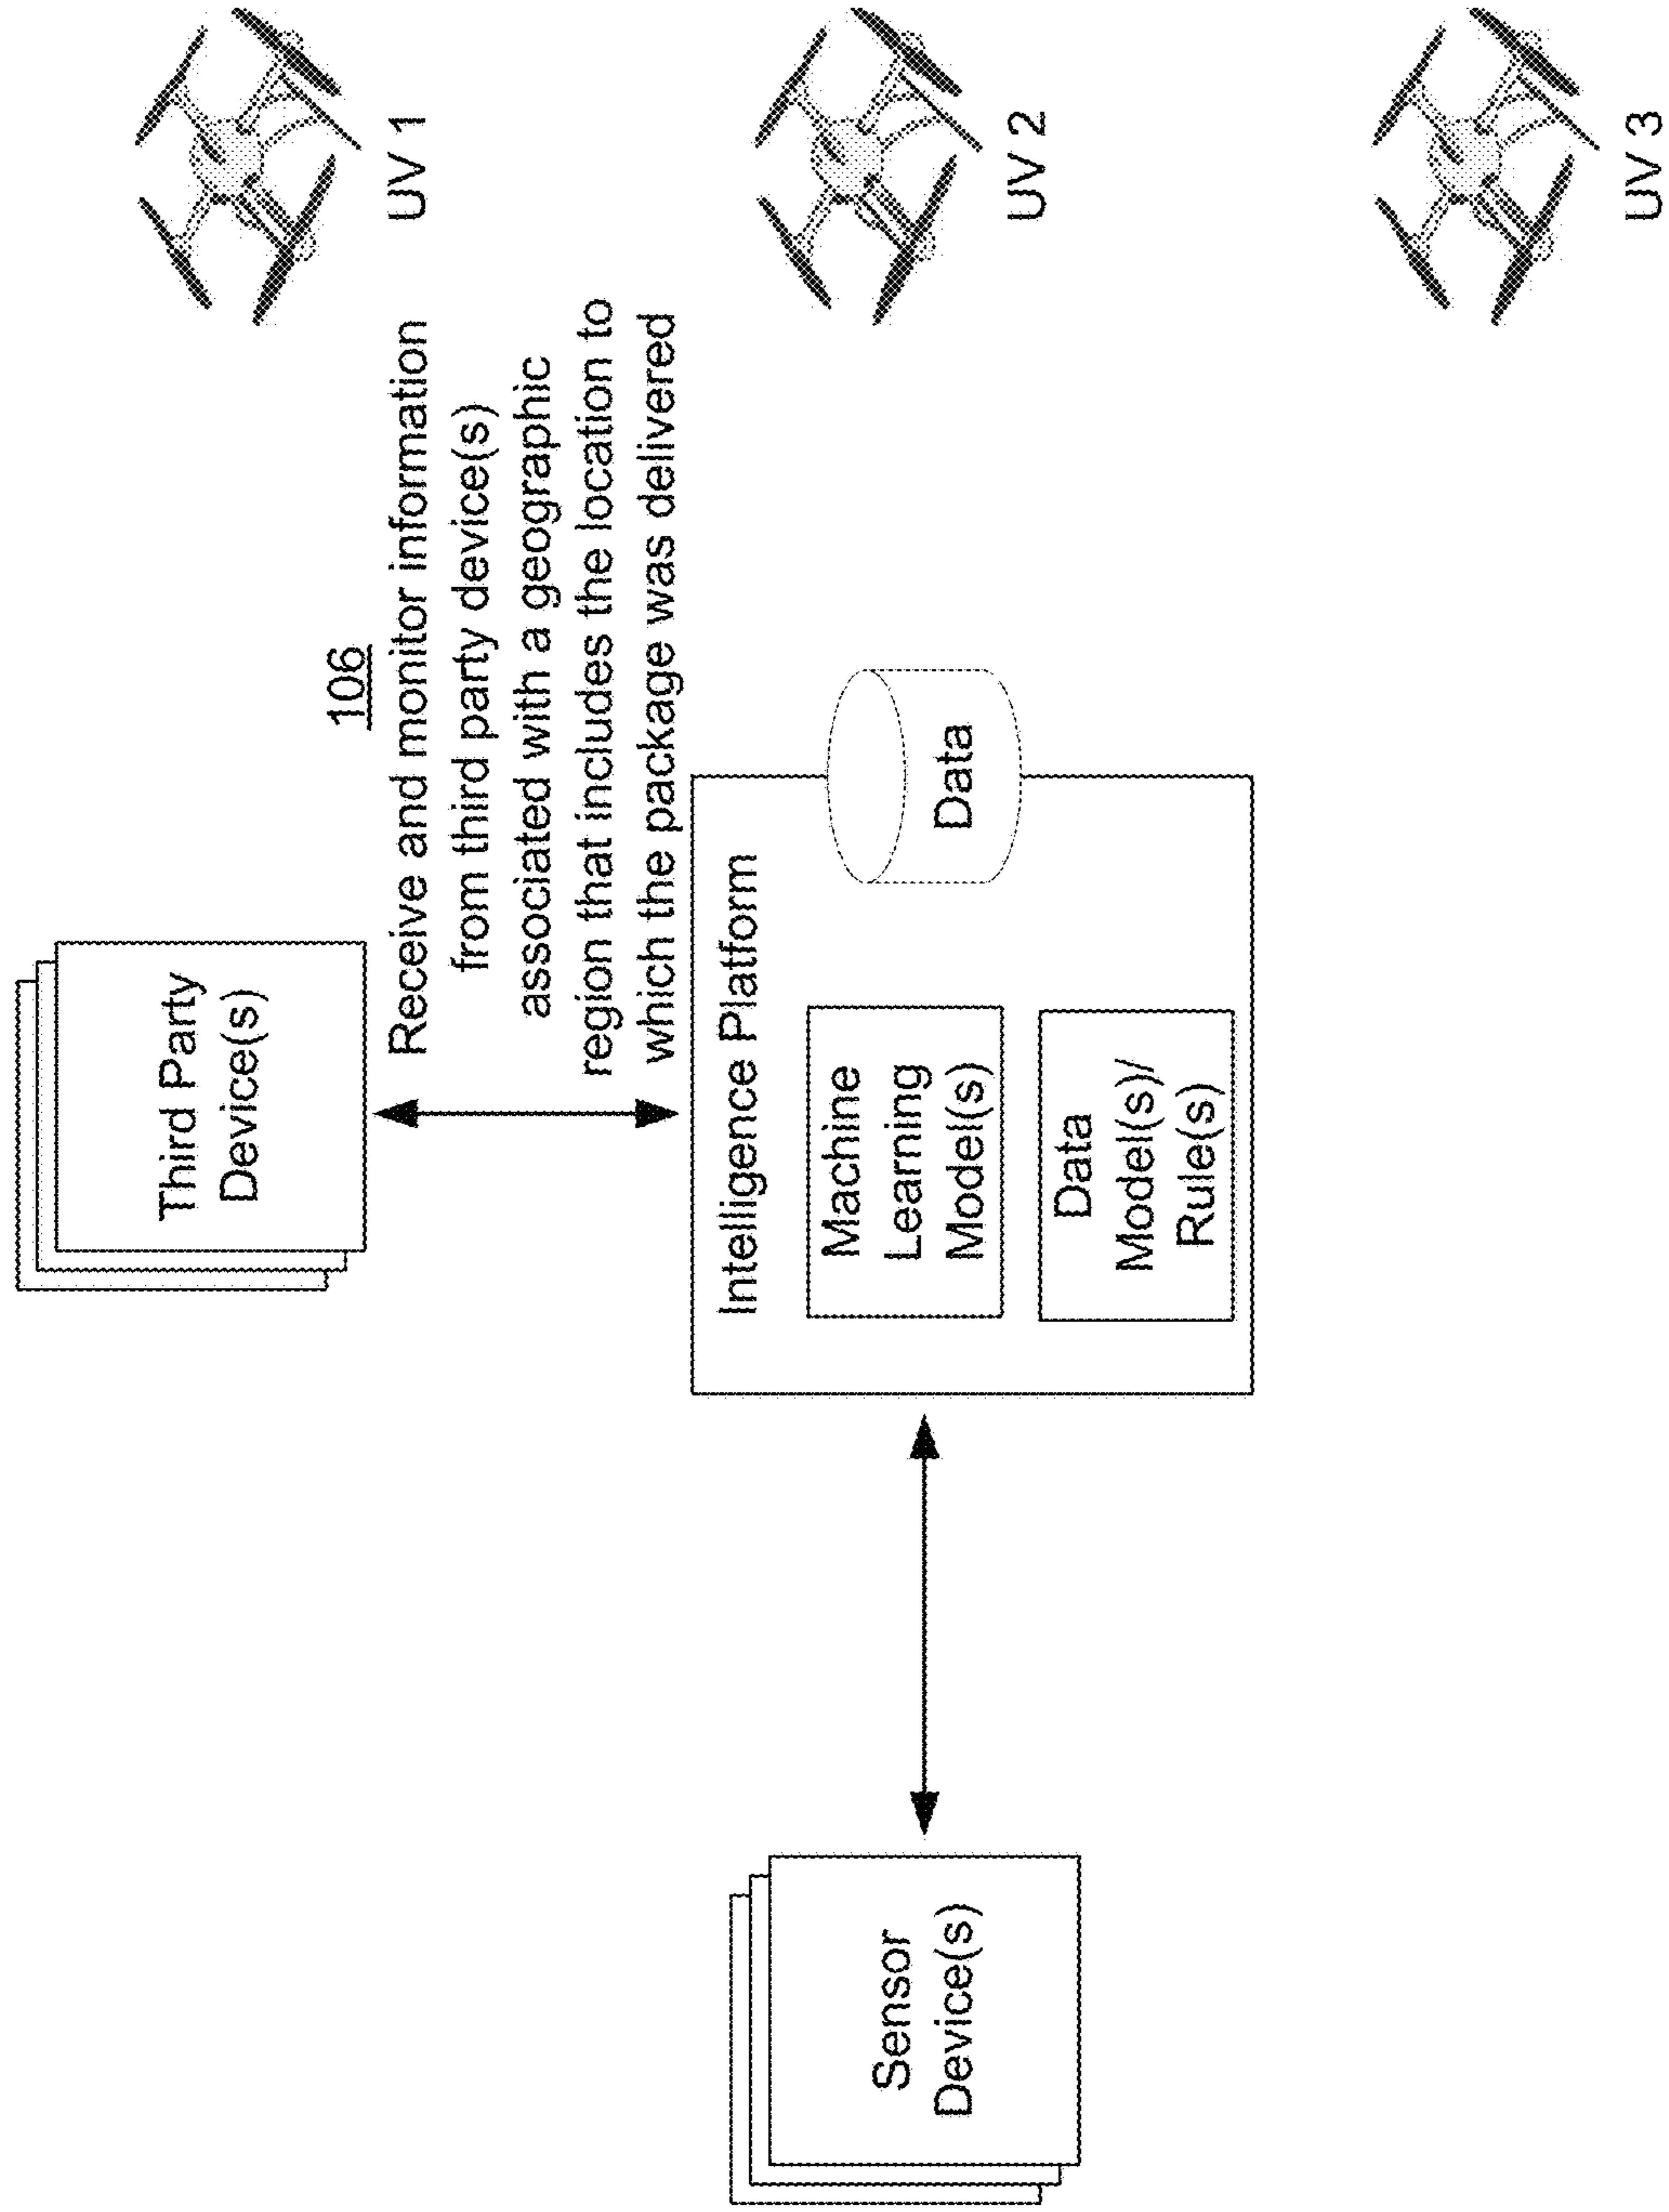 Third Party
Device(s)
106
Receive and monitor information
from third party device(s)
associated with a geographic
region that includes the location to
which the package was delivered
UV 1
Sensor
Device(s)
Intelligence Platform
Machine
Learning
Model(s)
Data
Model(s)/
Rule(s)
Data
UV 2
UV 3